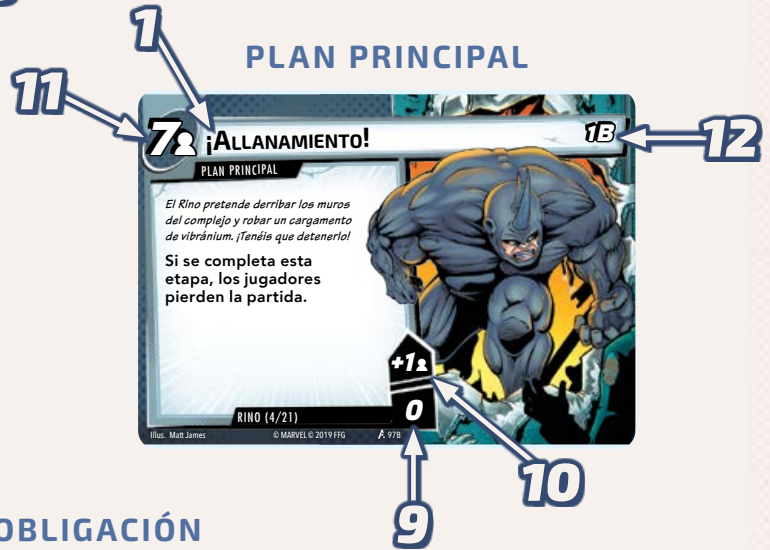 1
PLAN PRINCIPAL
11
12
7
¡ALLANAMIENTO!
1B
PLAN PRINCIPAL
El Rino pretende derribar los muros
del complejo y robar un cargamento
de vibránium. ¡Tenéis que detenerlo!
Si se completa esta
etapa, los jugadores
pierden la partida.
+1
0
RINO (4/21)
Illus. Matt James © MARVEL © 2019 FFG 97B
10
9
OBLIGACIÓN